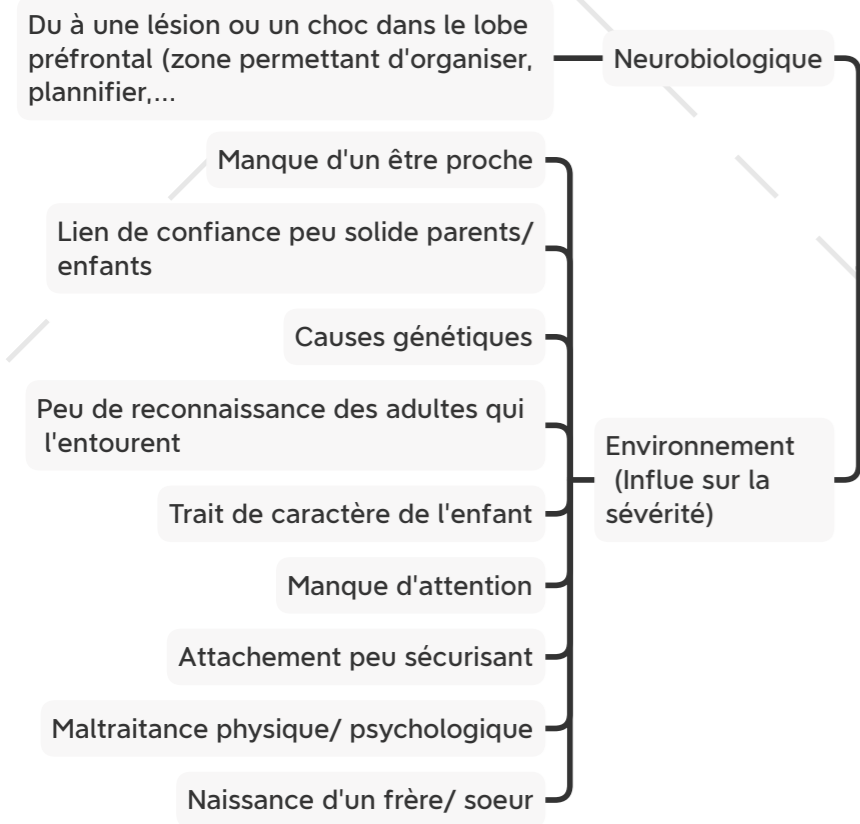 Du à une lésion ou un choc dans le lobe
préfrontal (zone permettant d'organiser,
plannifier,...
Neurobiologique
Manque d'un être proche
Lien de confiance peu solide parents/
enfants
Causes génétiques
Peu de reconnaissance des adultes qui
l'entourent
Trait de caractère de l'enfant
Manque d'attention
Attachement peu sécurisant
Maltraitance physique/ psychologique
Naissance d'un frère/ soeur
Environnement
(Influe sur la
sévérité)